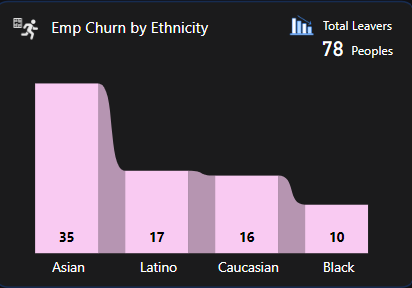 Emp Churn by Ethnicity
Total Leavers
78 Peoples
35
17
16
10
Asian
Latino
Caucasian
Black